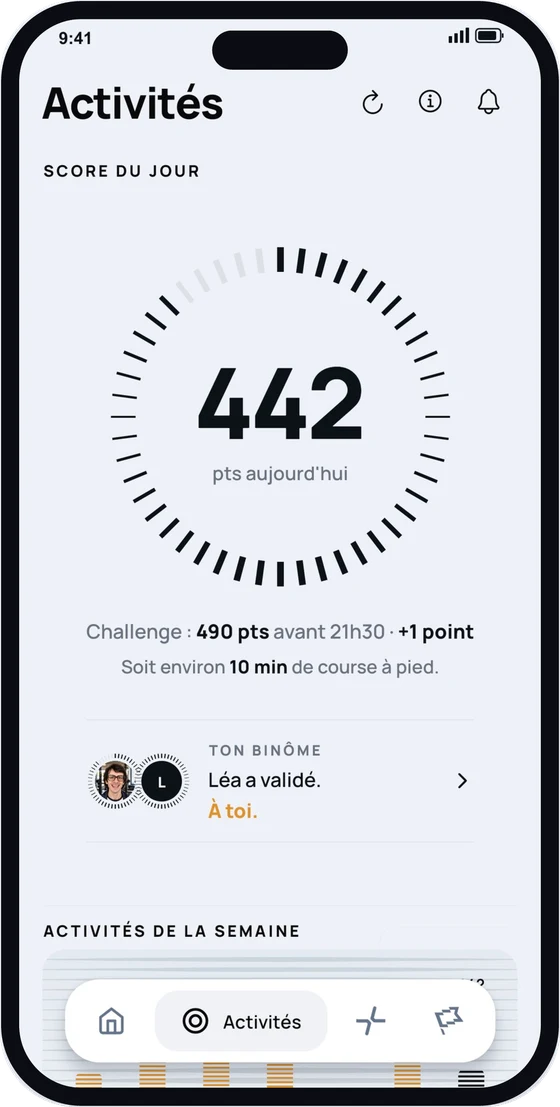 9:41
Activités
SCORE DU JOUR
442
pts aujourd'hui
Challenge : 490 pts avant 21h30 · +1 point
Soit environ 10 min de course à pied.
TON BINÔME
L
Léa a validé.
À toi.
ACTIVITÉS DE LA SEMAINE
Activités